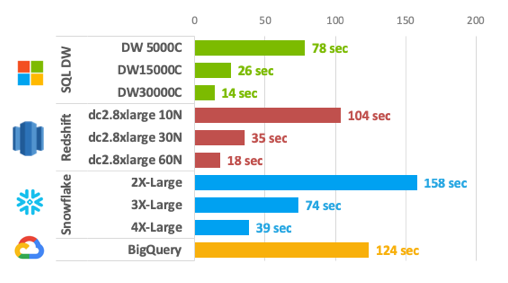 0 50 100 150 200
SQL DW
DW 5000C 78 sec
DW15000C 26 sec
DW30000C 14 sec
Redshift
dc2.8xlarge 10N 104 sec
dc2.8xlarge 30N 35 sec
dc2.8xlarge 60N 18 sec
Snowflake
2X-Large 158 sec
3X-Large 74 sec
4X-Large 39 sec
BigQuery 124 sec